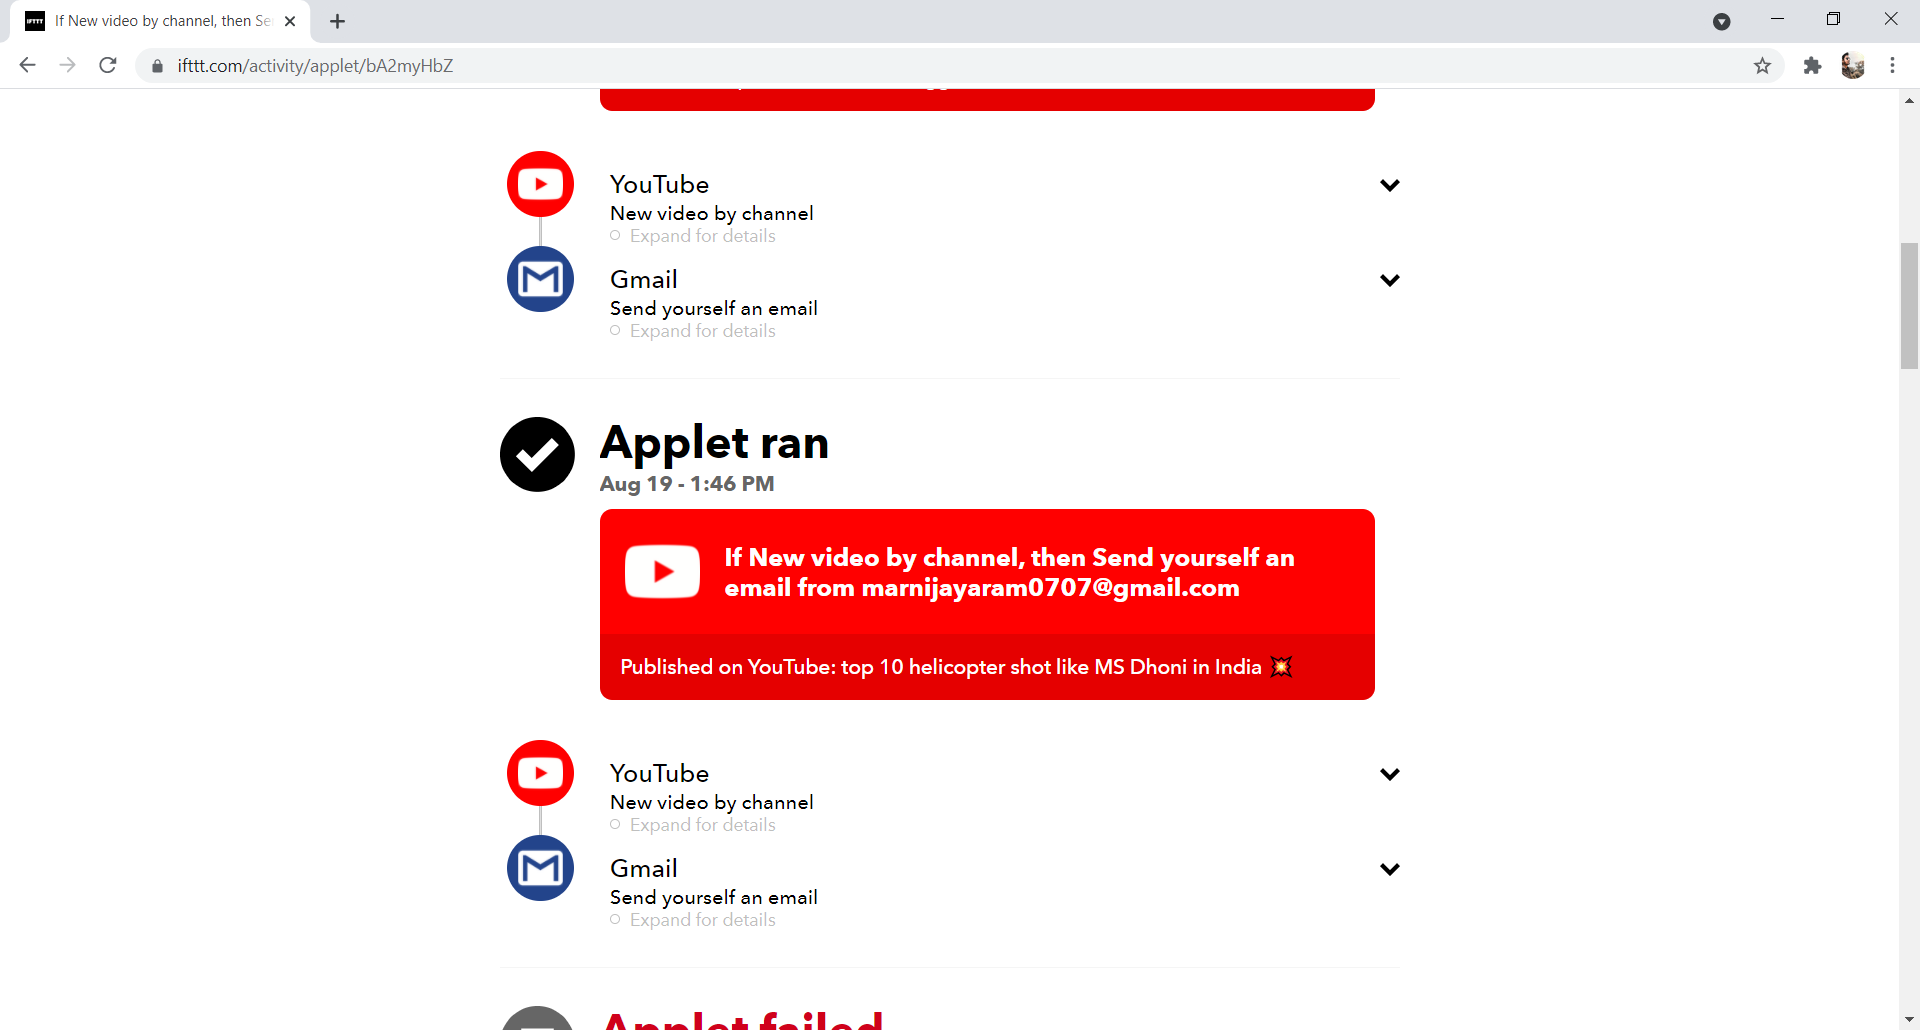 If New video by channel, then Se
ifttt.com/activity/applet/bA2myHbZ
YouTube
New video by channel
Expand for details
Gmail
Send yourself an email
Expand for details
Applet ran
Aug 19 - 1:46 PM
If New video by channel, then Send yourself an
email from marnijayaram0707@gmail.com
Published on YouTube: top 10 helicopter shot like MS Dhoni in India 💥
YouTube
New video by channel
Expand for details
Gmail
Send yourself an email
Expand for details
Applet failed